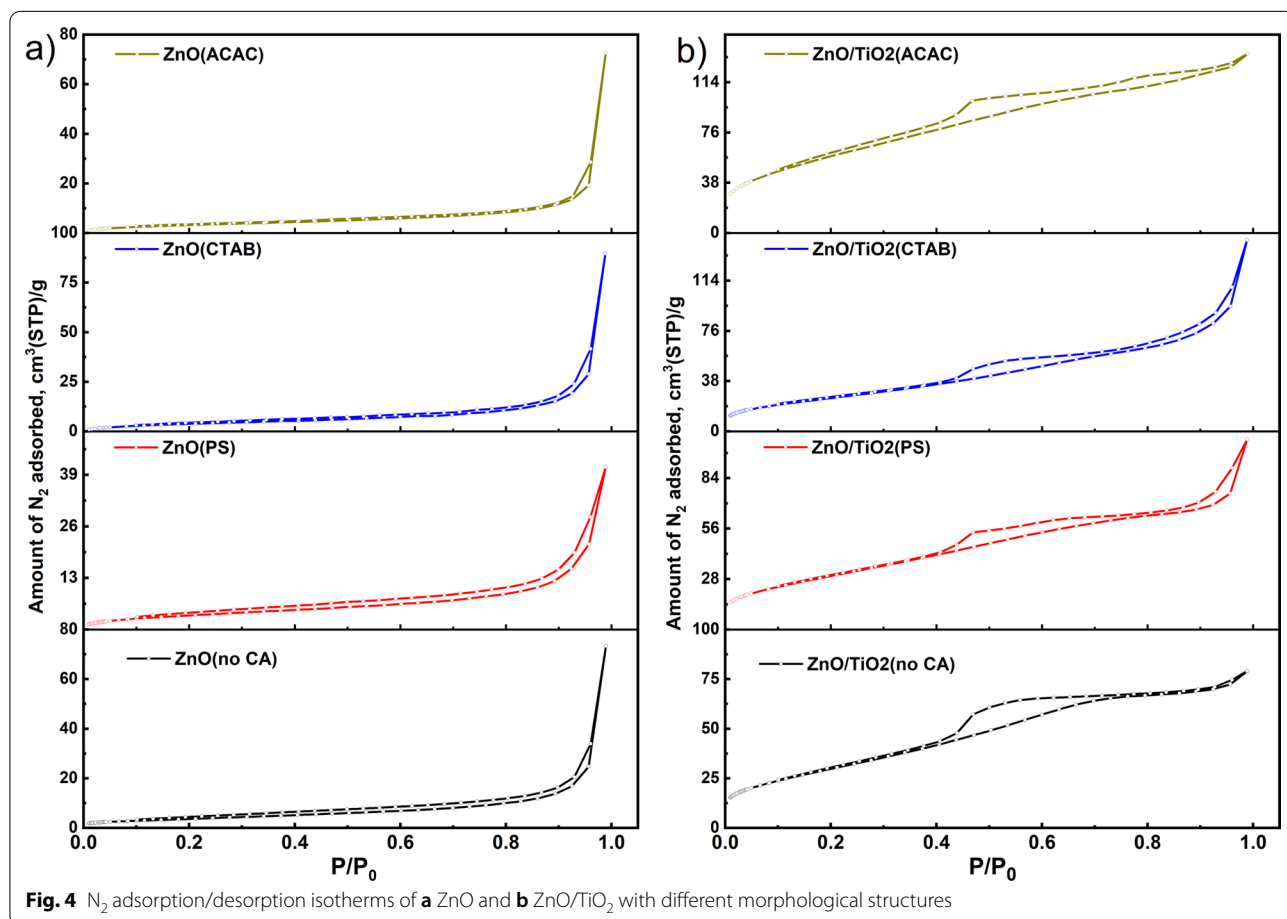 a)
Amount of N₂ adsorbed, cm³(STP)/g
80
60
40
20
100
ZnO(ACAC)
75
50
25
0
ZnO(CTAB)
39
26
13
80
ZnO(PS)
60
40
20
0
ZnO(no CA)
0.0 0.2 0.4 0.6 0.8 1.0
P/P₀
b)
Amount of N₂ adsorbed, cm³(STP)/g
114
76
38
0
ZnO/TiO2(ACAC)
114
76
38
0
ZnO/TiO2(CTAB)
84
56
28
100
ZnO/TiO2(PS)
75
50
25
0
ZnO/TiO2(no CA)
0.0 0.2 0.4 0.6 0.8 1.0
P/P₀
Fig. 4 N₂ adsorption/desorption isotherms of a ZnO and b ZnO/TiO₂ with different morphological structures